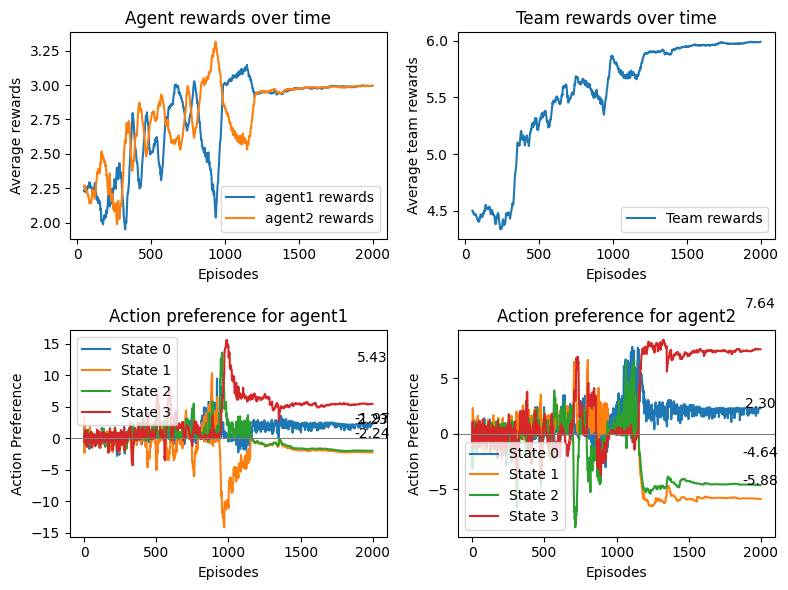 Agent rewards over time
Average rewards
3.25
3.00
2.75
2.50
2.25
2.00
agent1 rewards
agent2 rewards
0
500
1000
1500
2000
Episodes
Team rewards over time
Average team rewards
6.0
5.5
5.0
4.5
Team rewards
0
500
1000
1500
2000
Episodes
Action preference for agent1
Action Preference
15
10
5
0
−5
−10
−15
State 0
State 1
State 2
State 3
5.43
-2.24
0
500
1000
1500
2000
Episodes
7.64
Action preference for agent2
Action Preference
5
0
−5
2.30
-4.64
-5.88
State 0
State 1
State 2
State 3
0
500
1000
1500
2000
Episodes